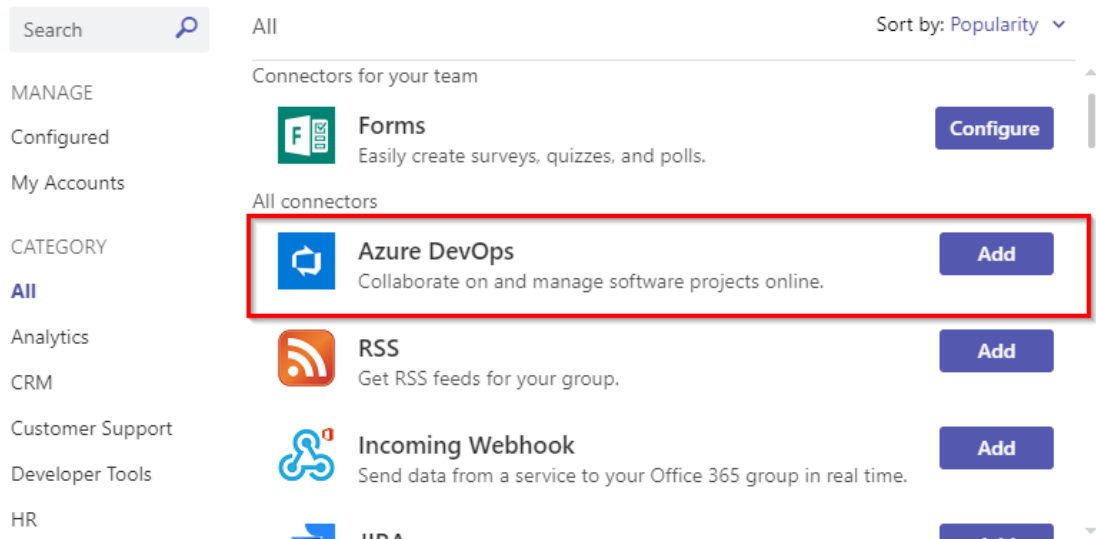 Search
All
Sort by: Popularity
MANAGE
Configured
My Accounts
CATEGORY
All
Analytics
CRM
Customer Support
Developer Tools
HR
Connectors for your team
Forms
Easily create surveys, quizzes, and polls.
Configure
All connectors
Azure DevOps
Collaborate on and manage software projects online.
Add
RSS
Get RSS feeds for your group.
Add
Incoming Webhook
Send data from a service to your Office 365 group in real time.
Add
JIRA
Add